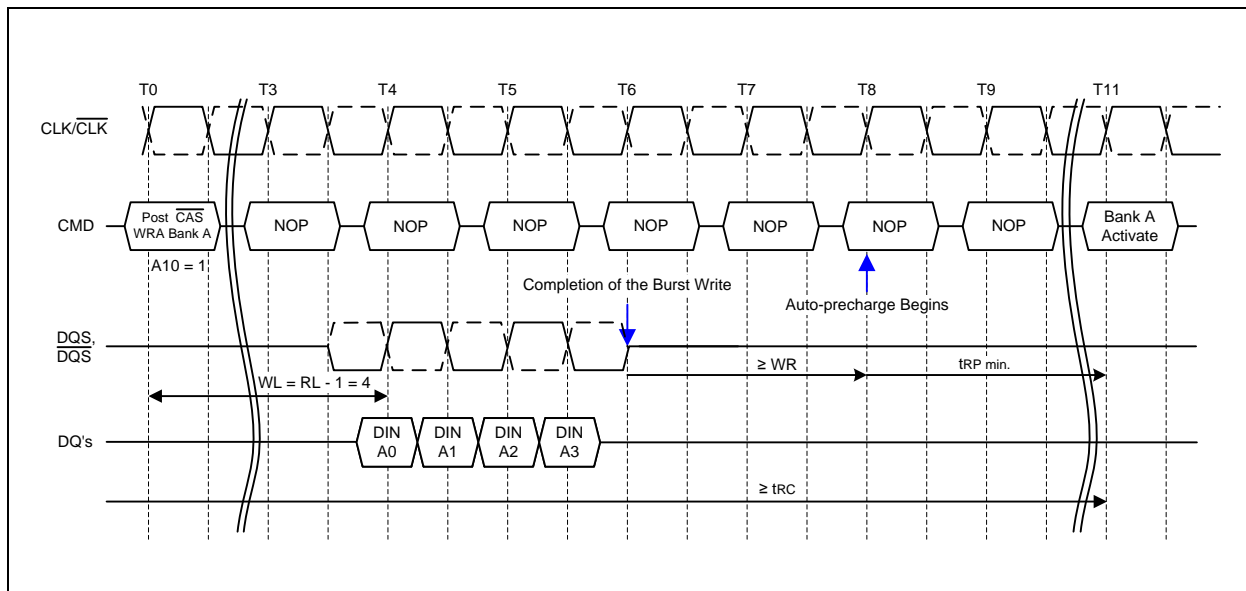 T0 T3 T4 T5 T6 T7 T8 T9 T11
CLK/CLK
CMD
Post CAS
WRA Bank A
NOP NOP NOP NOP NOP NOP NOP
Bank A
Activate
A10 = 1
Completion of the Burst Write
Auto-precharge Begins
DQS,
DQS
≥ WR
tRP min.
WL = RL - 1 = 4
DQ's
DIN
A0
DIN
A1
DIN
A2
DIN
A3
≥ tRC